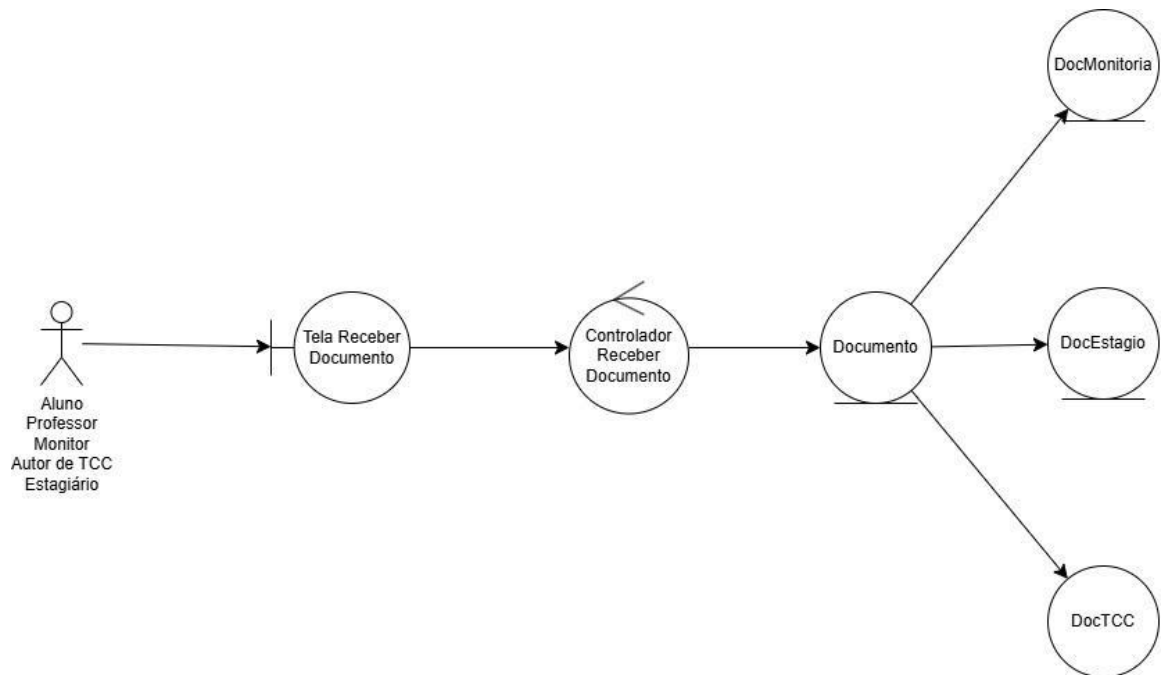 DocMonitoria
Tela Receber
Documento
Controlador
Receber
Documento
Documento
DocEstagio
Aluno
Professor
Monitor
Autor de TCC
Estagiário
DocTCC